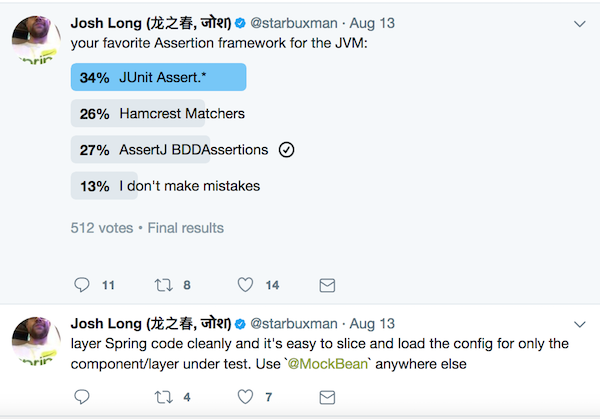 Josh Long (龙之春, जोश) @starbuxman · Aug 13
your favorite Assertion framework for the JVM:
34% JUnit Assert.*
26% Hamcrest Matchers
27% AssertJ BDDAssertions
13% I don't make mistakes
512 votes • Final results
11 8 14
Josh Long (龙之春, जोश) @starbuxman · Aug 13
layer Spring code cleanly and it's easy to slice and load the config for only the
component/layer under test. Use `@MockBean` anywhere else
4 7